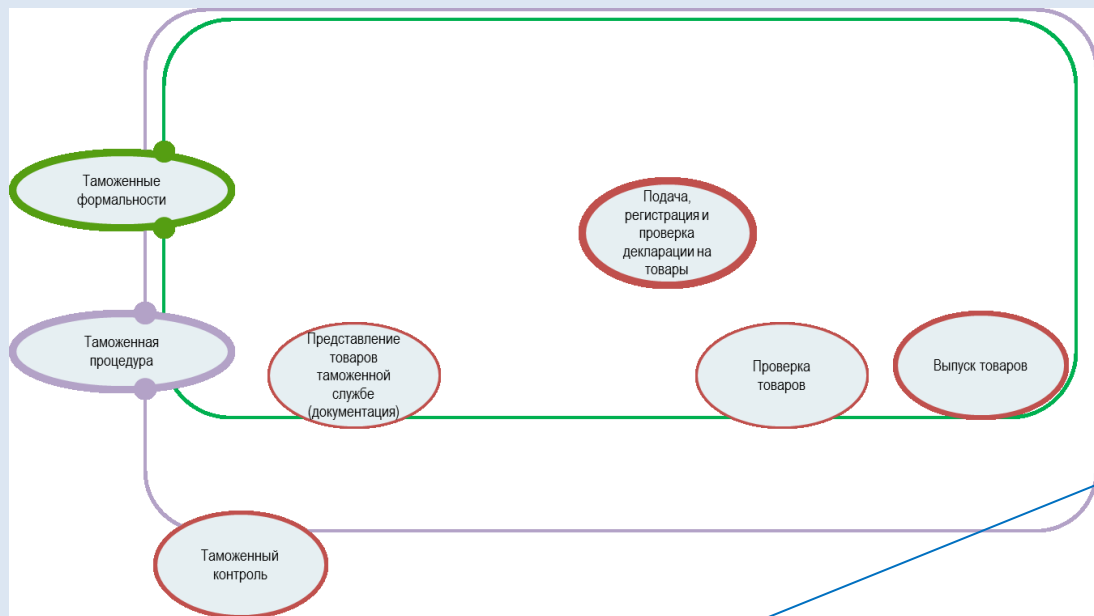 Таможенные
формальности
Подача,
регистрация и
проверка
декларации на
товары
Таможенная
процедура
Представление
товаров
таможенной
службе
(документация)
Проверка
товаров
Выпуск товаров
Таможенный
контроль